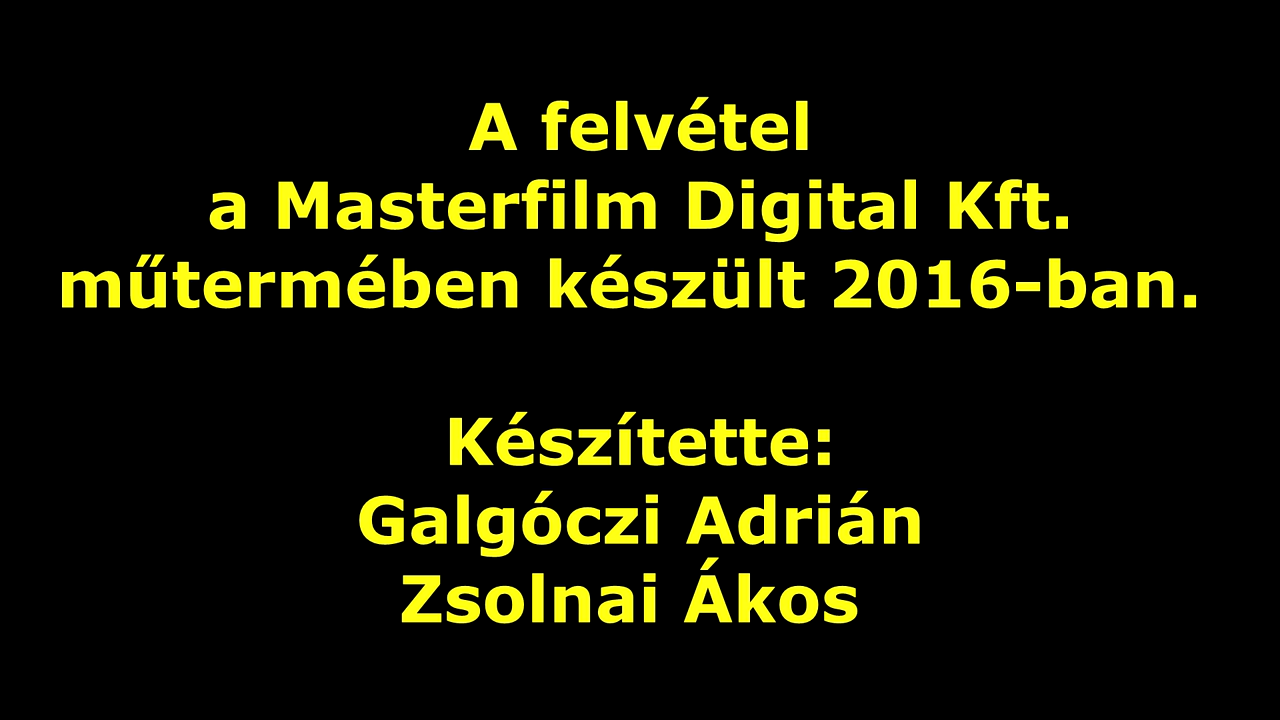 A felvétel
a Masterfilm Digital Kft.
műtermében készült 2016-ban.
Készítette:
Galgóczi Adrián
Zsolnai Ákos